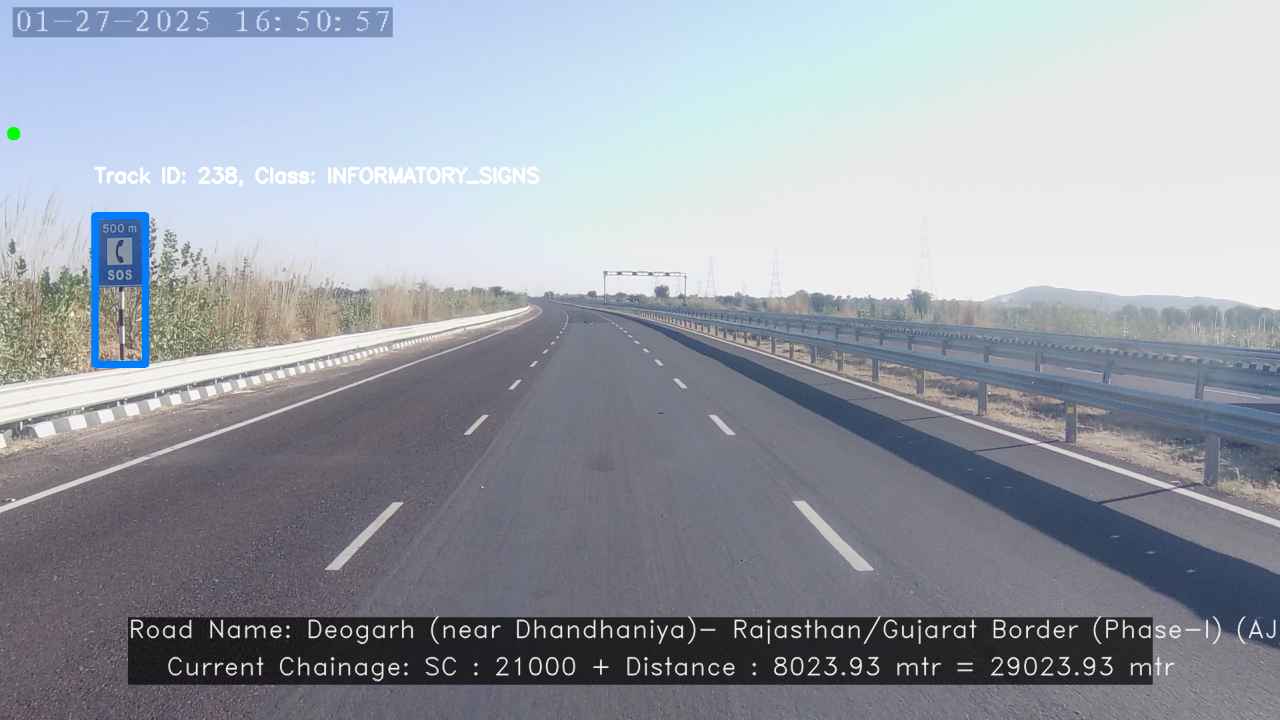 01-27-2025 16:50:57
Track ID: 238, Class: INFORMATORY_SIGNS
500 m
SOS
Road Name: Deogarh (near Dhandhaniya)- Rajasthan/Gujarat Border (Phase-I) (AJ
Current Chainage: SC : 21000 + Distance : 8023.93 mtr = 29023.93 mtr